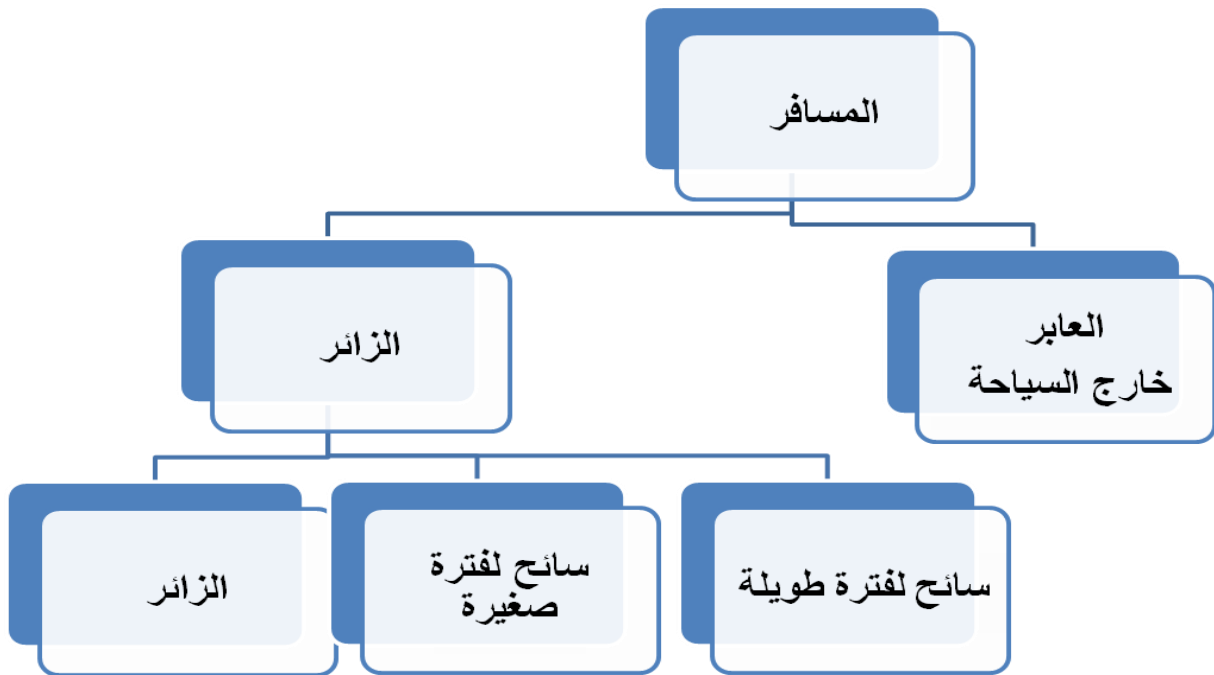 المسافر
العابر
خارج السياحة
الزائر
سائح لفترة طويلة
سائح لفترة
صغيرة
الزائر